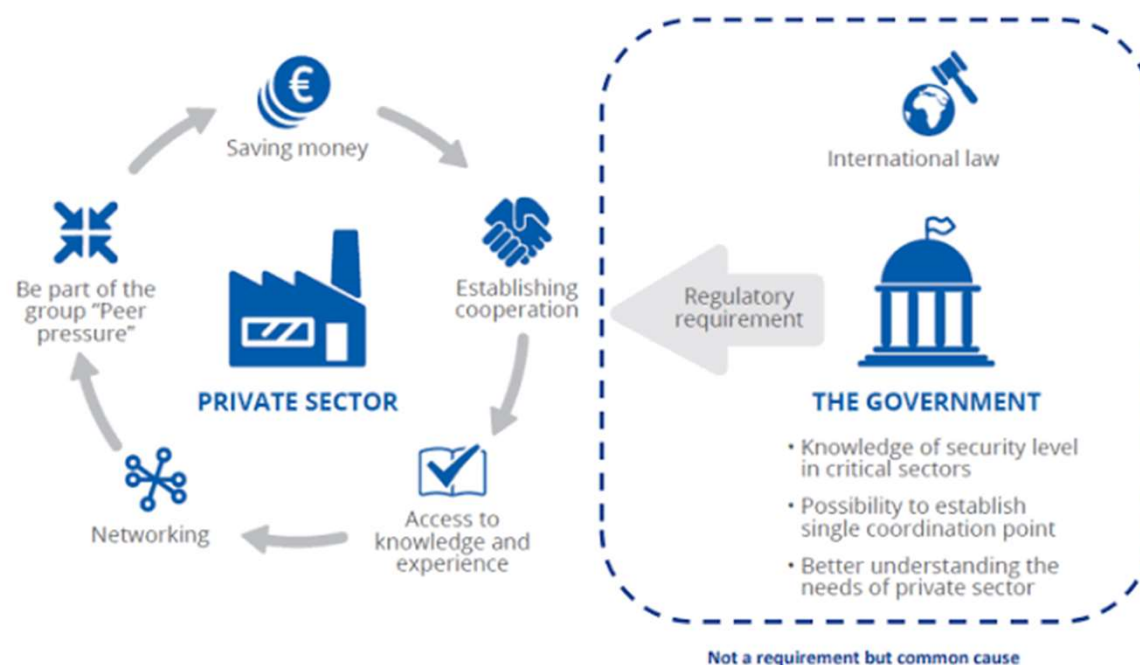 €
Saving money
Be part of the
group “Peer
pressure”
Establishing
cooperation
PRIVATE SECTOR
Networking
Access to
knowledge and
experience
International law
Regulatory
requirement
THE GOVERNMENT
• Knowledge of security level
in critical sectors
• Possibility to establish
single coordination point
• Better understanding the
needs of private sector
Not a requirement but common cause